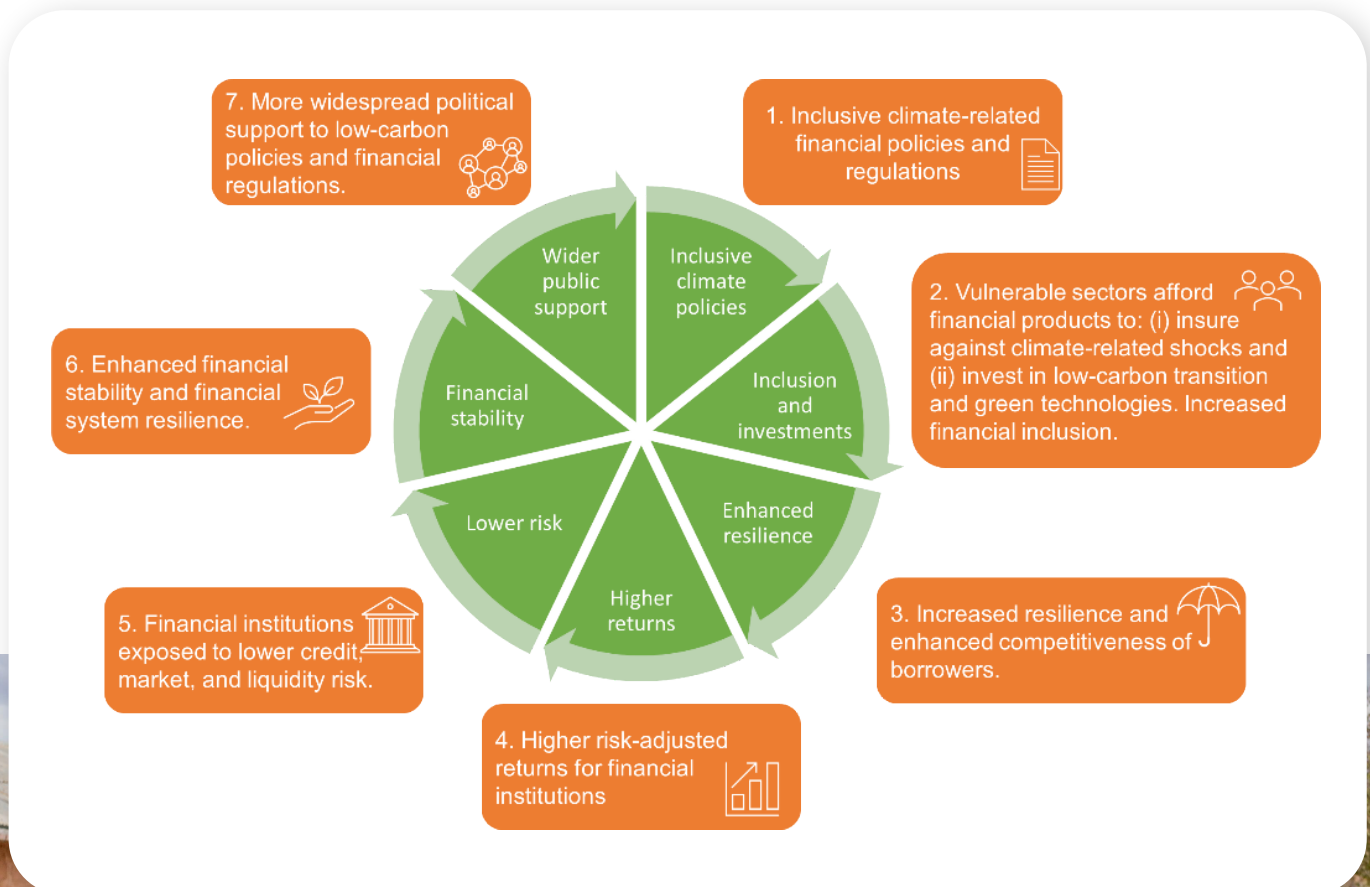 7. More widespread political
support to low-carbon
policies and financial
regulations.
1. Inclusive climate-related
financial policies and
regulations
Wider
public
support
Inclusive
climate
policies
2. Vulnerable sectors afford
financial products to: (i) insure
against climate-related shocks and
(ii) invest in low-carbon transition
and green technologies. Increased
financial inclusion.
6. Enhanced financial
stability and financial
system resilience.
Financial
stability
Inclusion
and
investments
Lower risk
Enhanced
resilience
Higher
returns
5. Financial institutions
exposed to lower credit,
market, and liquidity risk.
3. Increased resilience and
enhanced competitiveness of
borrowers.
4. Higher risk-adjusted
returns for financial
institutions